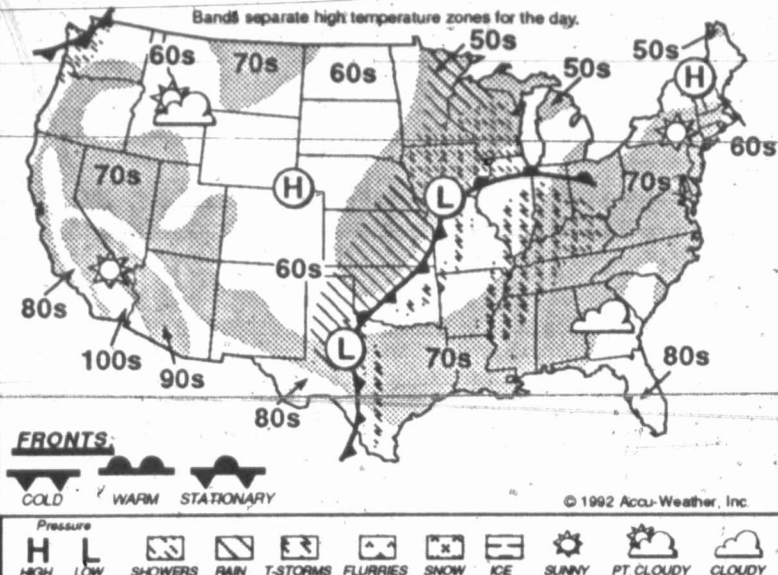 Bands separate high temperature zones for the day.
50s
60s
70s
60s
50s
50s
H
60s
70s
H
L
70s
60s
80s
100s
90s
L
70s
80s
80s
FRONTS:
COLD WARM STATIONARY
© 1992 Accu-Weather, Inc.
Pressure
H L
HIGH LOW SHOWERS RAIN T-STORMS FLURRIES SNOW ICE SUNNY PT CLOUDY CLOUDY